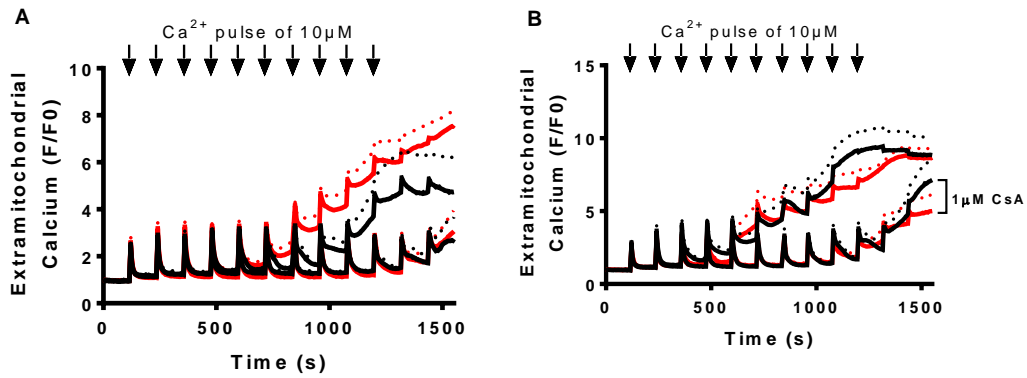 A
Ca²⁺ pulse of 10µM
Extramitochondrial
Calcium (F/F0)
10
8
6
4
2
0
0 500 1000 1500
Time (s)
B
Ca²⁺ pulse of 10µM
Extramitochondrial
Calcium (F/F0)
15
10
5
0
1µM CsA
0 500 1000 1500
Time (s)